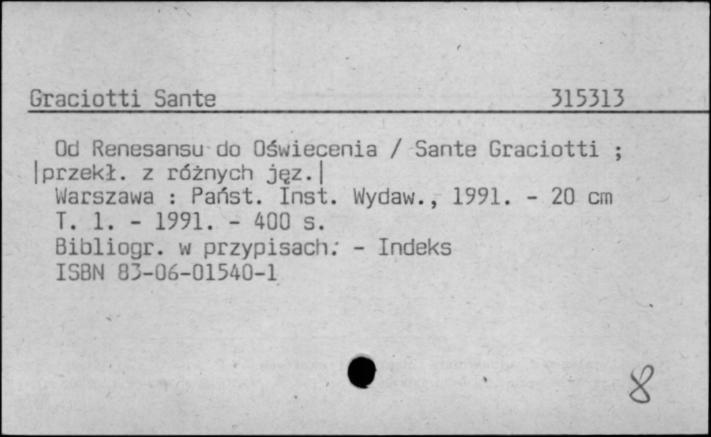 Graciotti Sante 315313
Od Renesansu do Oświecenia / Sante Graciotti ;
|przekł. z różnych jęz.|
Warszawa : Państ. Inst. Wydaw., 1991. - 20 cm
T. 1. - 1991. - 400 s.
Bibliogr. w przypisach. - Indeks
ISBN 83-06-01540-1
8